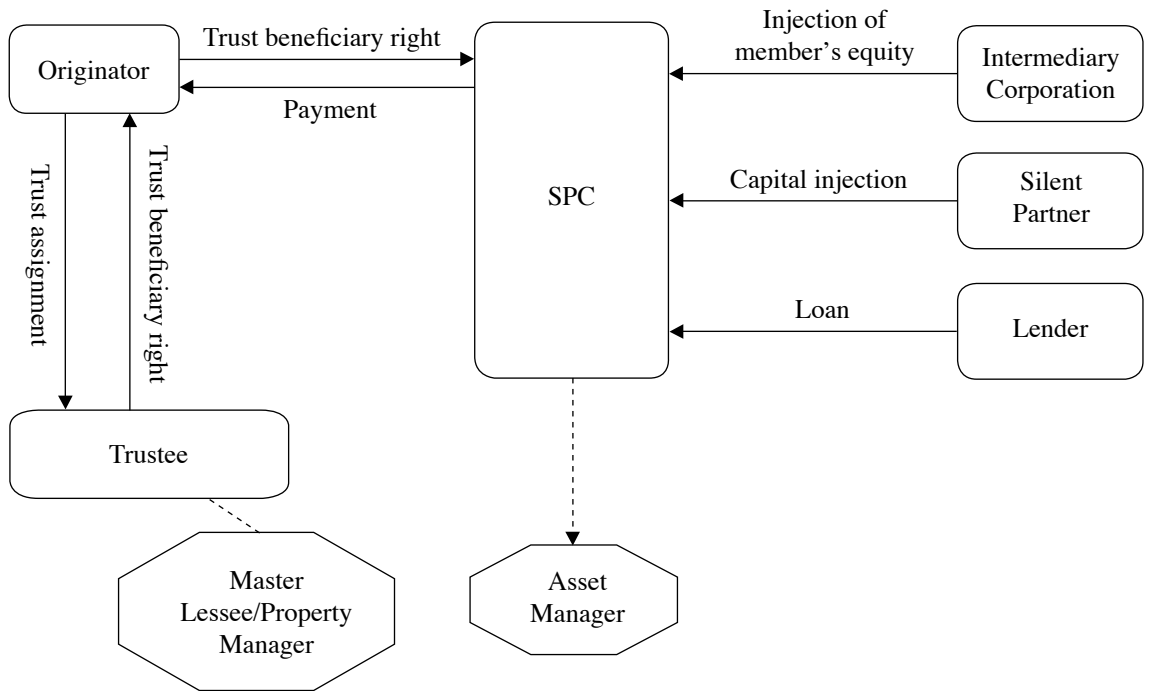 Originator
Trust beneficiary right
Payment
SPC
Injection of
member’s equity
Intermediary
Corporation
Capital injection
Silent
Partner
Loan
Lender
Trust assignment
Trust beneficiary right
Trustee
Master
Lessee/Property
Manager
Asset
Manager